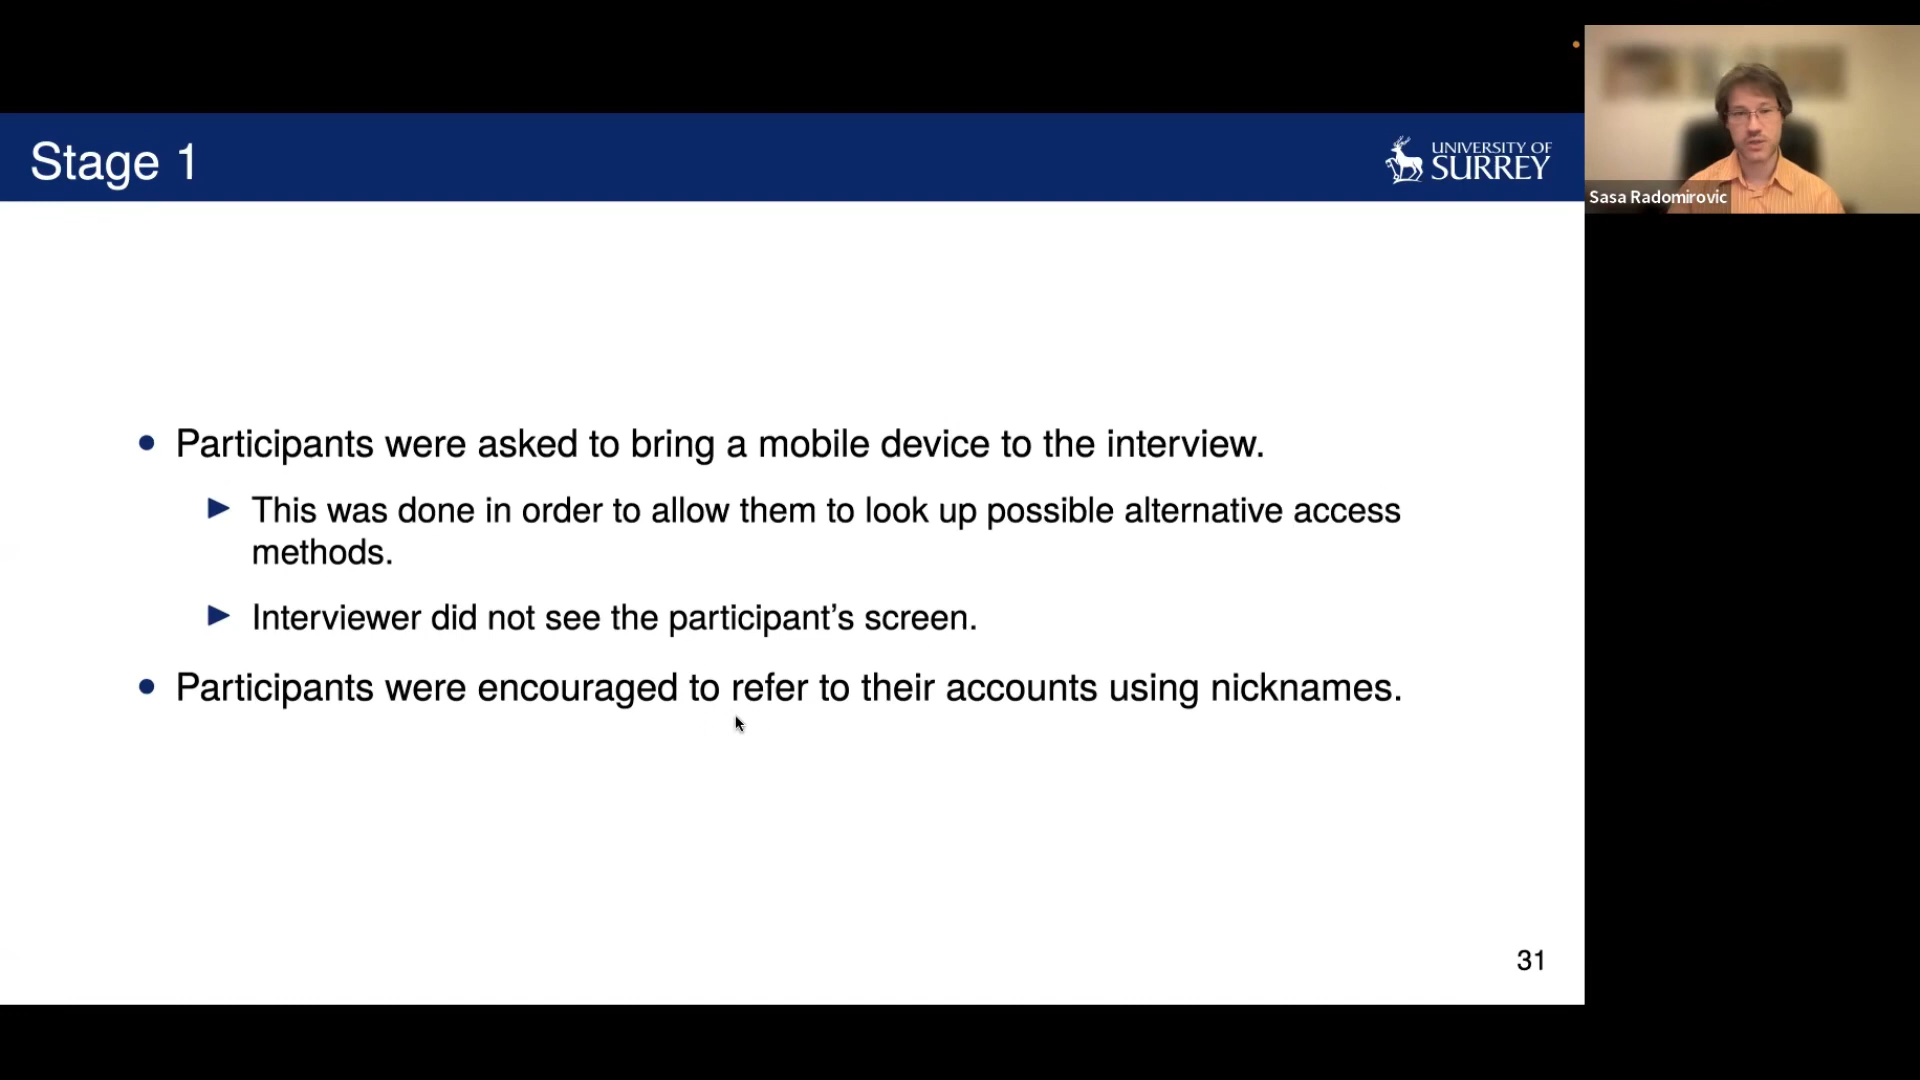 Stage 1
UNIVERSITY OF
SURREY
Sasa Radomirovic
• Participants were asked to bring a mobile device to the interview.
▶ This was done in order to allow them to look up possible alternative access
methods.
▶ Interviewer did not see the participant's screen.
• Participants were encouraged to refer to their accounts using nicknames.
31